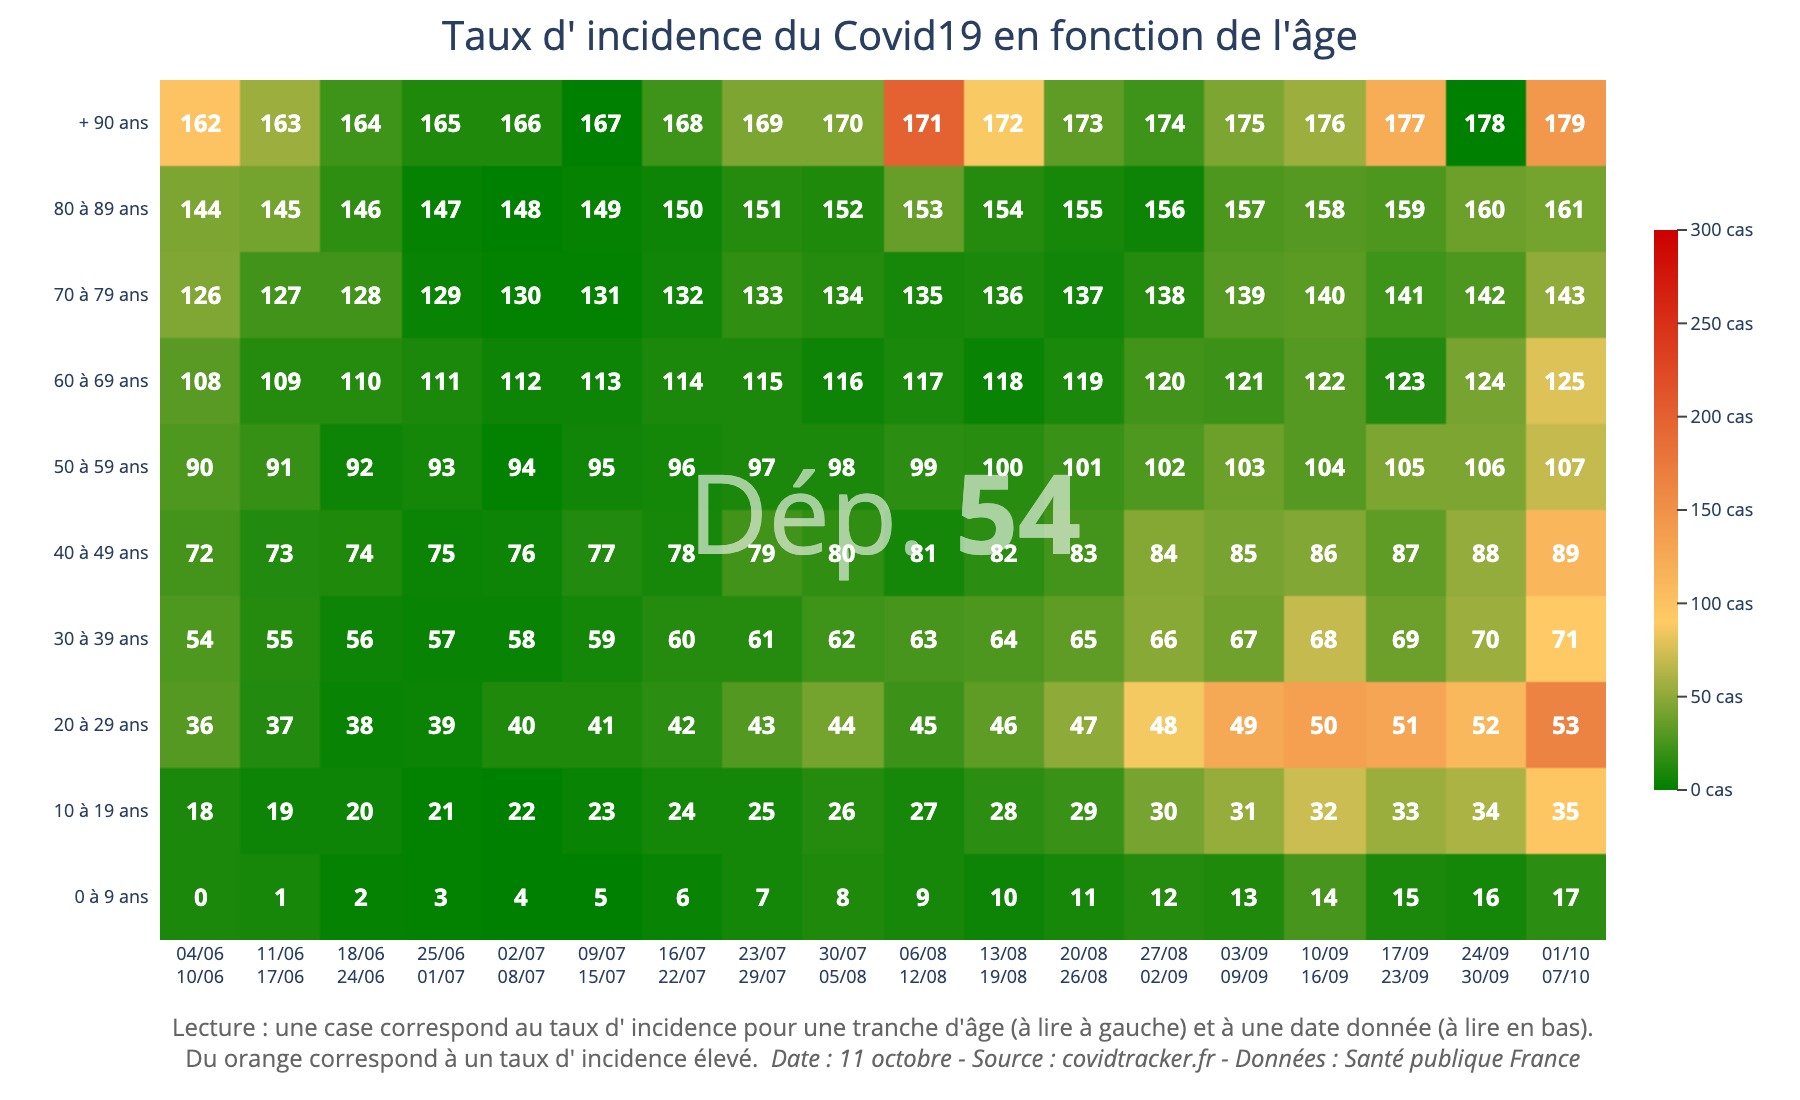 Taux d' incidence du Covid19 en fonction de l'âge
+ 90 ans 162 163 164 165 166 167 168 169 170 171 172 173 174 175 176 177 178 179
80 à 89 ans 144 145 146 147 148 149 150 151 152 153 154 155 156 157 158 159 160 161
70 à 79 ans 126 127 128 129 130 131 132 133 134 135 136 137 138 139 140 141 142 143
60 à 69 ans 108 109 110 111 112 113 114 115 116 117 118 119 120 121 122 123 124 125
50 à 59 ans 90 91 92 93 94 95 96 97 98 99 100 101 102 103 104 105 106 107
Dép. 54
40 à 49 ans 72 73 74 75 76 77 78 79 80 81 82 83 84 85 86 87 88 89
30 à 39 ans 54 55 56 57 58 59 60 61 62 63 64 65 66 67 68 69 70 71
20 à 29 ans 36 37 38 39 40 41 42 43 44 45 46 47 48 49 50 51 52 53
10 à 19 ans 18 19 20 21 22 23 24 25 26 27 28 29 30 31 32 33 34 35
0 à 9 ans 0 1 2 3 4 5 6 7 8 9 10 11 12 13 14 15 16 17
04/06 11/06 18/06 25/06 02/07 09/07 16/07 23/07 30/07 06/08 13/08 20/08 27/08 03/09 10/09 17/09 24/09 01/10
10/06 17/06 24/06 01/07 08/07 15/07 22/07 29/07 05/08 12/08 19/08 26/08 02/09 09/09 16/09 23/09 30/09 07/10
300 cas
250 cas
200 cas
150 cas
100 cas
50 cas
0 cas
Lecture : une case correspond au taux d' incidence pour une tranche d'âge (à lire à gauche) et à une date donnée (à lire en bas).
Du orange correspond à un taux d' incidence élevé. Date : 11 octobre - Source : covidtracker.fr - Données : Santé publique France